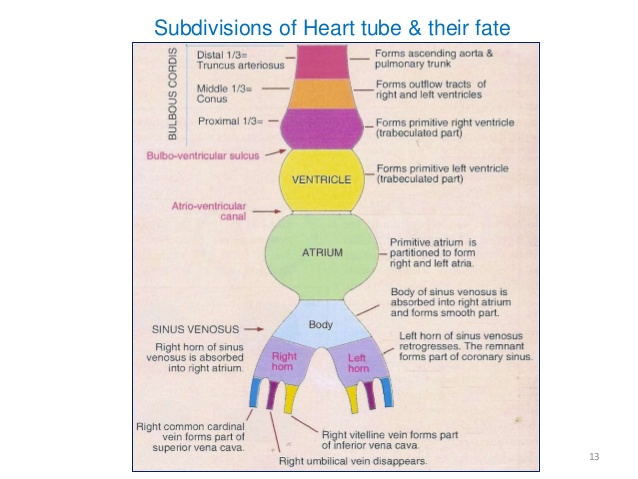 Subdivisions of Heart tube & their fate
BULBOUS CORDIS
Distal 1/3=
Truncus arteriosus
Forms ascending aorta &
pulmonary trunk
Middle 1/3=
Conus
Forms outflow tracts of
right and left ventricles
Proximal 1/3=
Forms primitive right ventricle
(trabeculated part)
Bulbo-ventricular sulcus
VENTRICLE
Forms primitive left ventricle
(trabeculated part)
Atrio-ventricular
canal
ATRIUM
Primitive atrium is
partitioned to form
right and left atria.
Body of sinus venosus is
absorbed into right atrium
and forms smooth part.
SINUS VENOSUS
Body
Right horn of sinus
venosus is absorbed
into right atrium.
Right
horn
Left
horn
Left horn of sinus venosus
retrogresses. The remnant
forms part of coronary sinus.
Right common cardinal
vein forms part of
superior vena cava.
Right vitelline vein forms part
of inferior vena cava.
Right umbilical vein disappears.
13